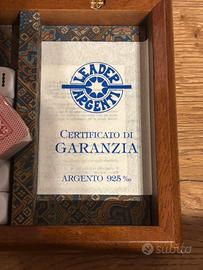 LEADER
ARGENTI
CERTIFICATO DI
GARANZIA
ARGENTO 925 ‰
subito